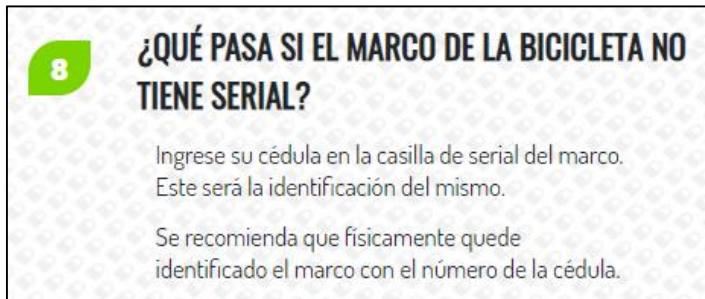 8
¿QUÉ PASA SI EL MARCO DE LA BICICLETA NO
TIENE SERIAL?
Ingrese su cédula en la casilla de serial del marco.
Este será la identificación del mismo.
Se recomienda que físicamente quede
identificado el marco con el número de la cédula.